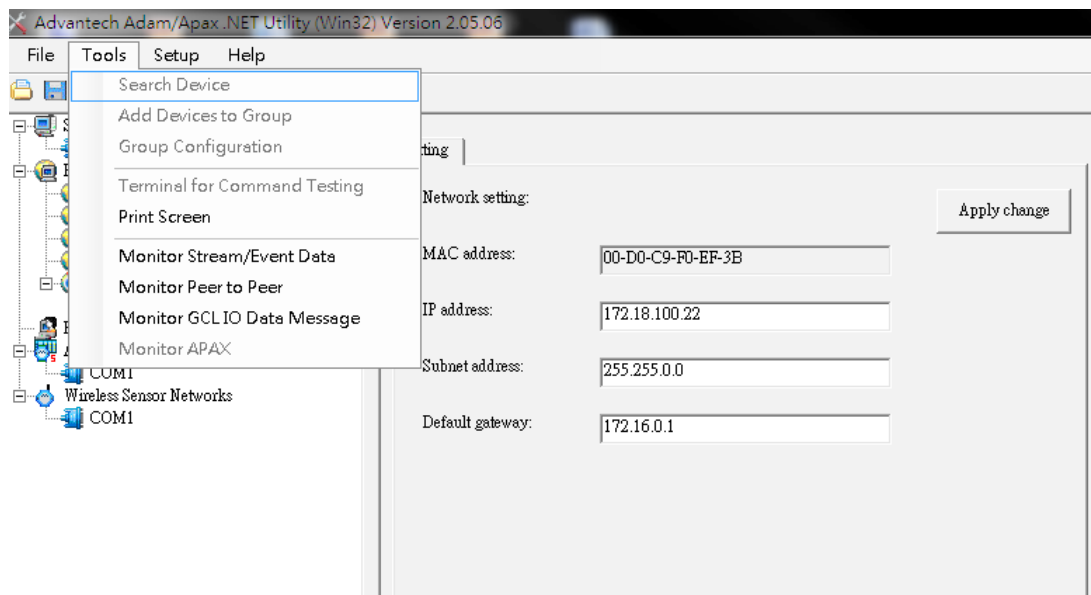 Advantech Adam/Apax .NET Utility (Win32) Version 2.05.06
File Tools Setup Help
Search Device
Add Devices to Group
Group Configuration
Terminal for Command Testing
Print Screen
Monitor Stream/Event Data
Monitor Peer to Peer
Monitor GCL IO Data Message
Monitor APAX
COM1
Wireless Sensor Networks
COM1
Network setting:
Apply change
MAC address: 00-D0-C9-F0-EF-3B
IP address: 172.18.100.22
Subnet address: 255.255.0.0
Default gateway: 172.16.0.1